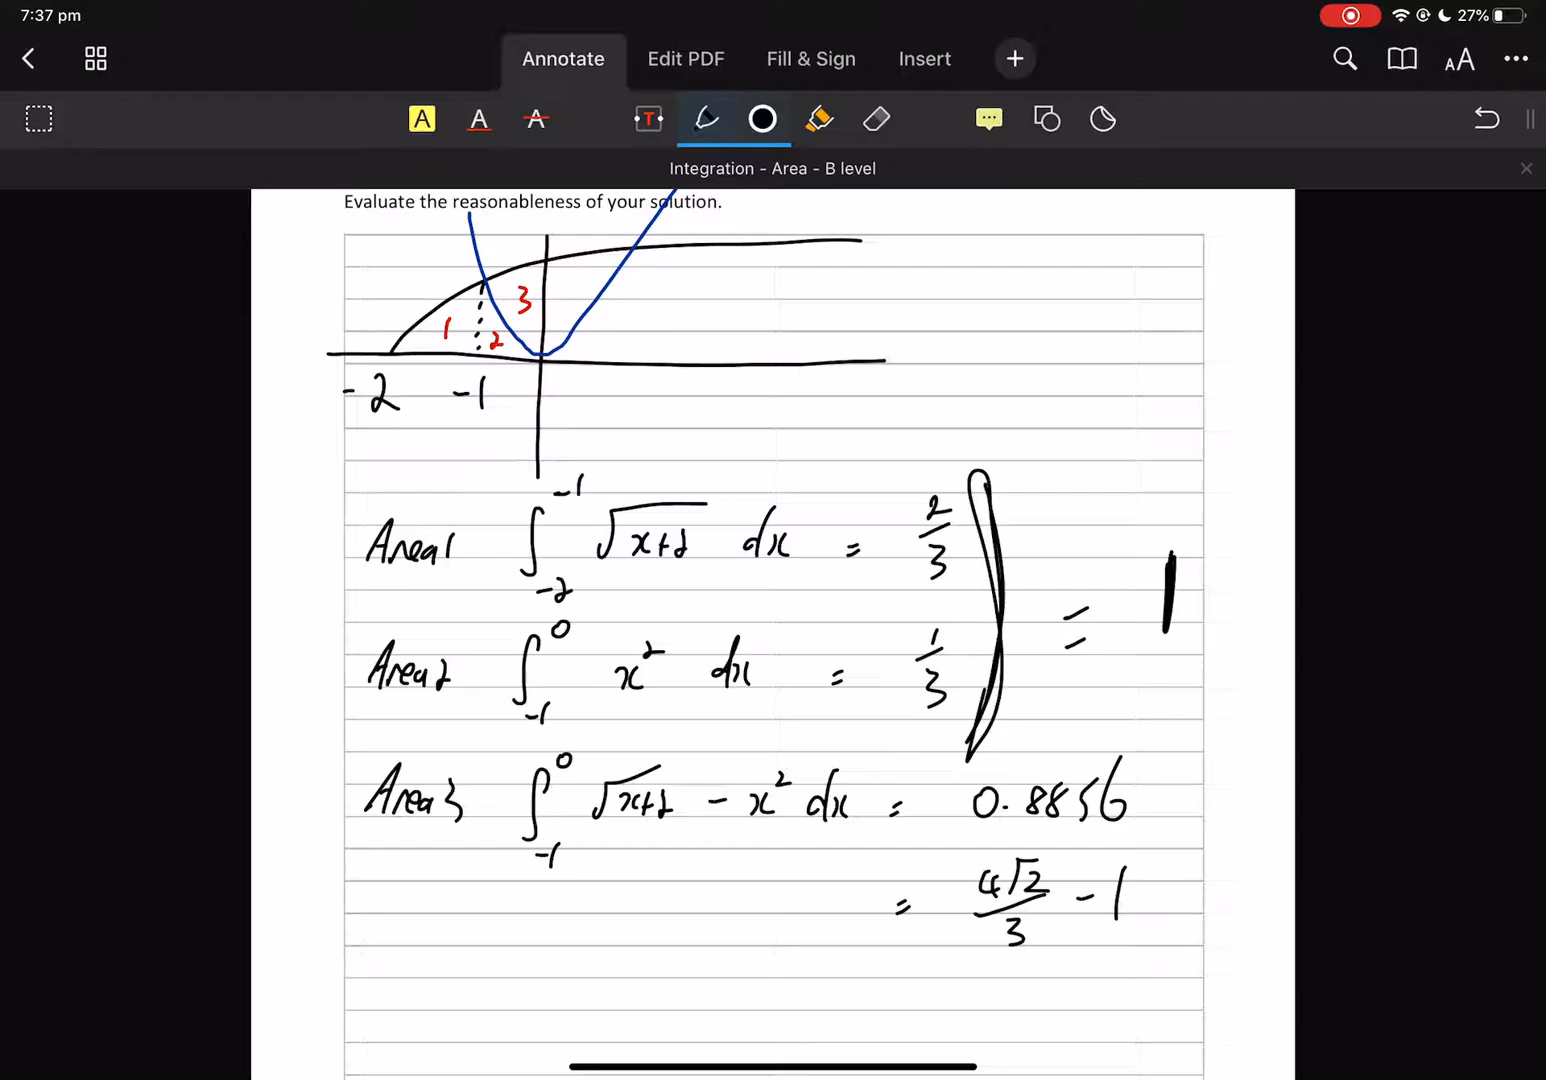 7:37 pm
27%
Annotate Edit PDF Fill & Sign Insert +
AA
A A A T
Integration - Area - B level
Evaluate the reasonableness of your solution.
1 2 3
-2 -1
Area1 ∫_{-2}^{-1} √(x+2) dx = 2/3
Area2 ∫_{-1}^{0} x² dx = 1/3
= 1
Area3 ∫_{-1}^{0} √(x+2) - x² dx = 0.8856
= 4√2/3 - 1